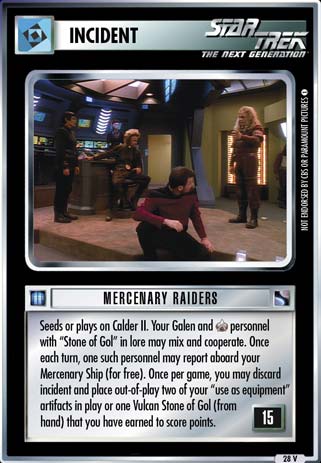 INCIDENT
STAR TREK
THE NEXT GENERATION
NOT ENDORSED BY CBS OR PARAMOUNT PICTURES
MERCENARY RAIDERS
Seeds or plays on Calder II. Your Galen and personnel
with “Stone of Gol” in lore may mix and cooperate. Once
each turn, one such personnel may report aboard your
Mercenary Ship (for free). Once per game, you may discard
incident and place out-of-play two of your “use as equipment”
artifacts in play or one Vulcan Stone of Gol (from
hand) that you have earned to score points.
15
28 V